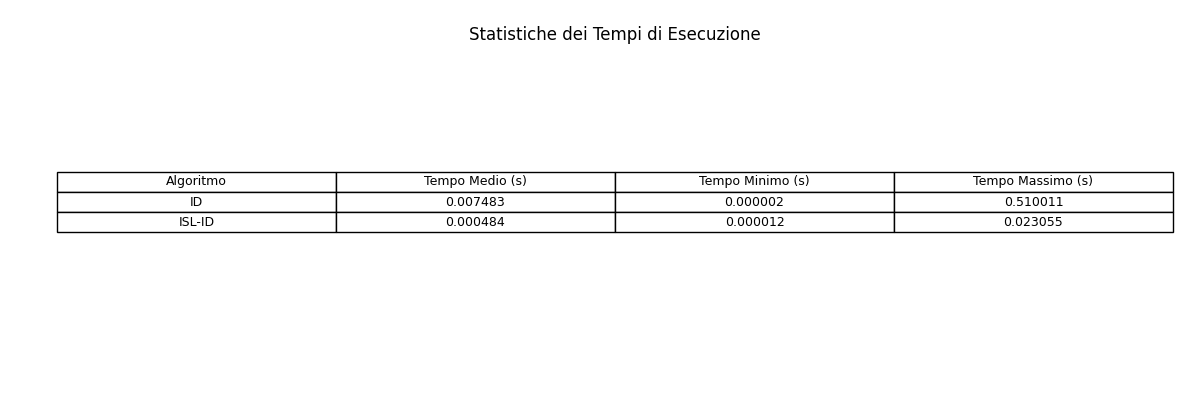 Statistiche dei Tempi di Esecuzione
Algoritmo Tempo Medio (s) Tempo Minimo (s) Tempo Massimo (s)
ID 0.007483 0.000002 0.510011
ISL-ID 0.000484 0.000012 0.023055